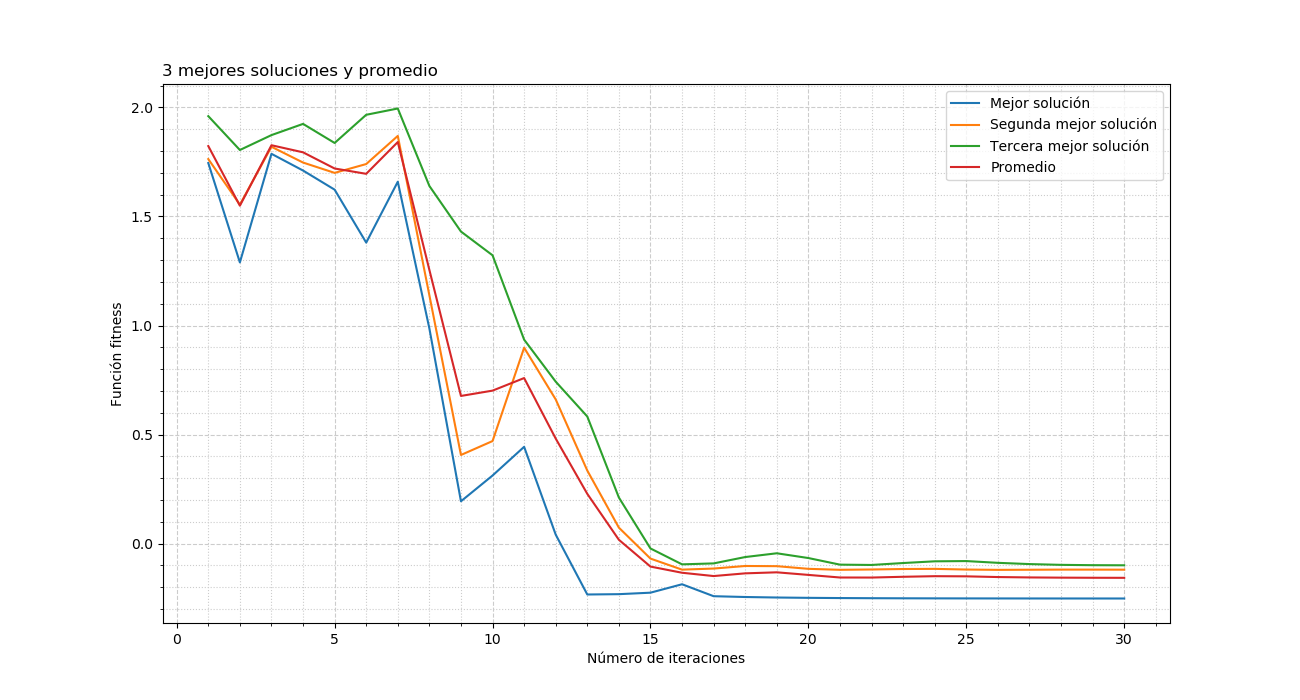 3 mejores soluciones y promedio
Mejor solución
Segunda mejor solución
Tercera mejor solución
Promedio
Función fitness
2.0
1.5
1.0
0.5
0.0
0 5 10 15 20 25 30
Número de iteraciones